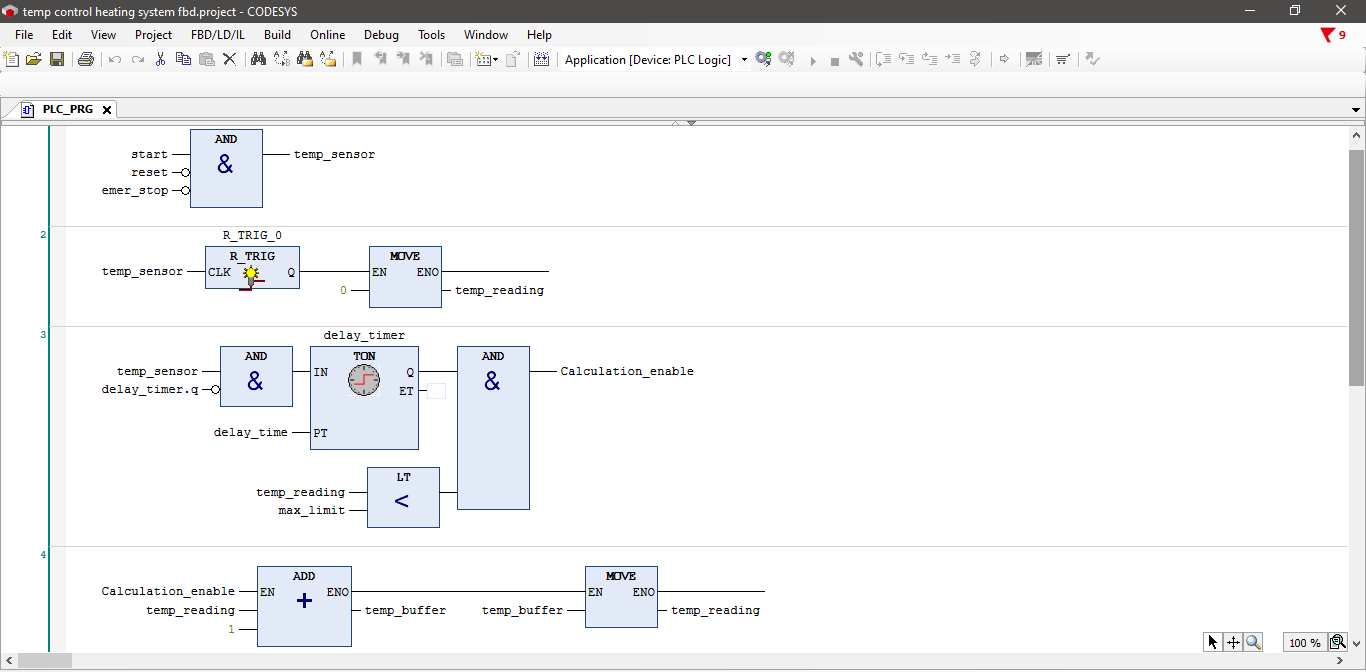 temp control heating system fbd.project - CODESYS
File Edit View Project FBD/LD/IL Build Online Debug Tools Window Help
9
Application [Device: PLC Logic]
PLC_PRG
AND
&
start
temp_sensor
reset
emer_stop
2
R_TRIG_0
R_TRIG
MOVE
temp_sensor
CLK
Q
EN
ENO
0
temp_reading
3
delay_timer
AND
TON
AND
temp_sensor
&
IN
Q
&
Calculation_enable
delay_timer.q
ET
delay_time
PT
LT
temp_reading
<
max_limit
4
ADD
MOVE
Calculation_enable
EN
ENO
EN
ENO
temp_reading
+
temp_buffer
temp_buffer
temp_reading
1
100 %